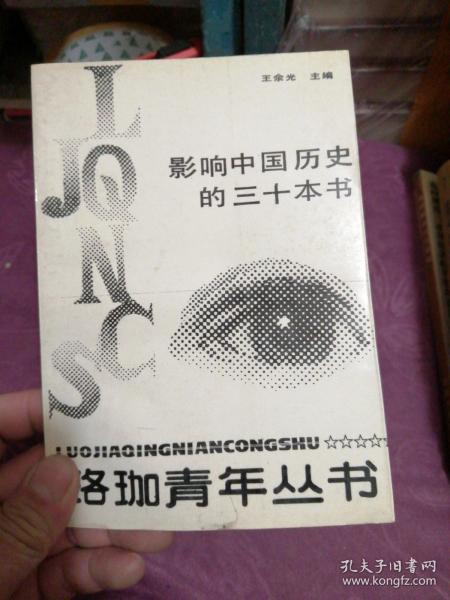 王余光 主编
L
JQ
N
C
S
影响中国历史
的三十本书
LUOJIAQINGNIANCONGSHU
珞珈青年丛书
孔夫子旧书网
www.kongfz.com